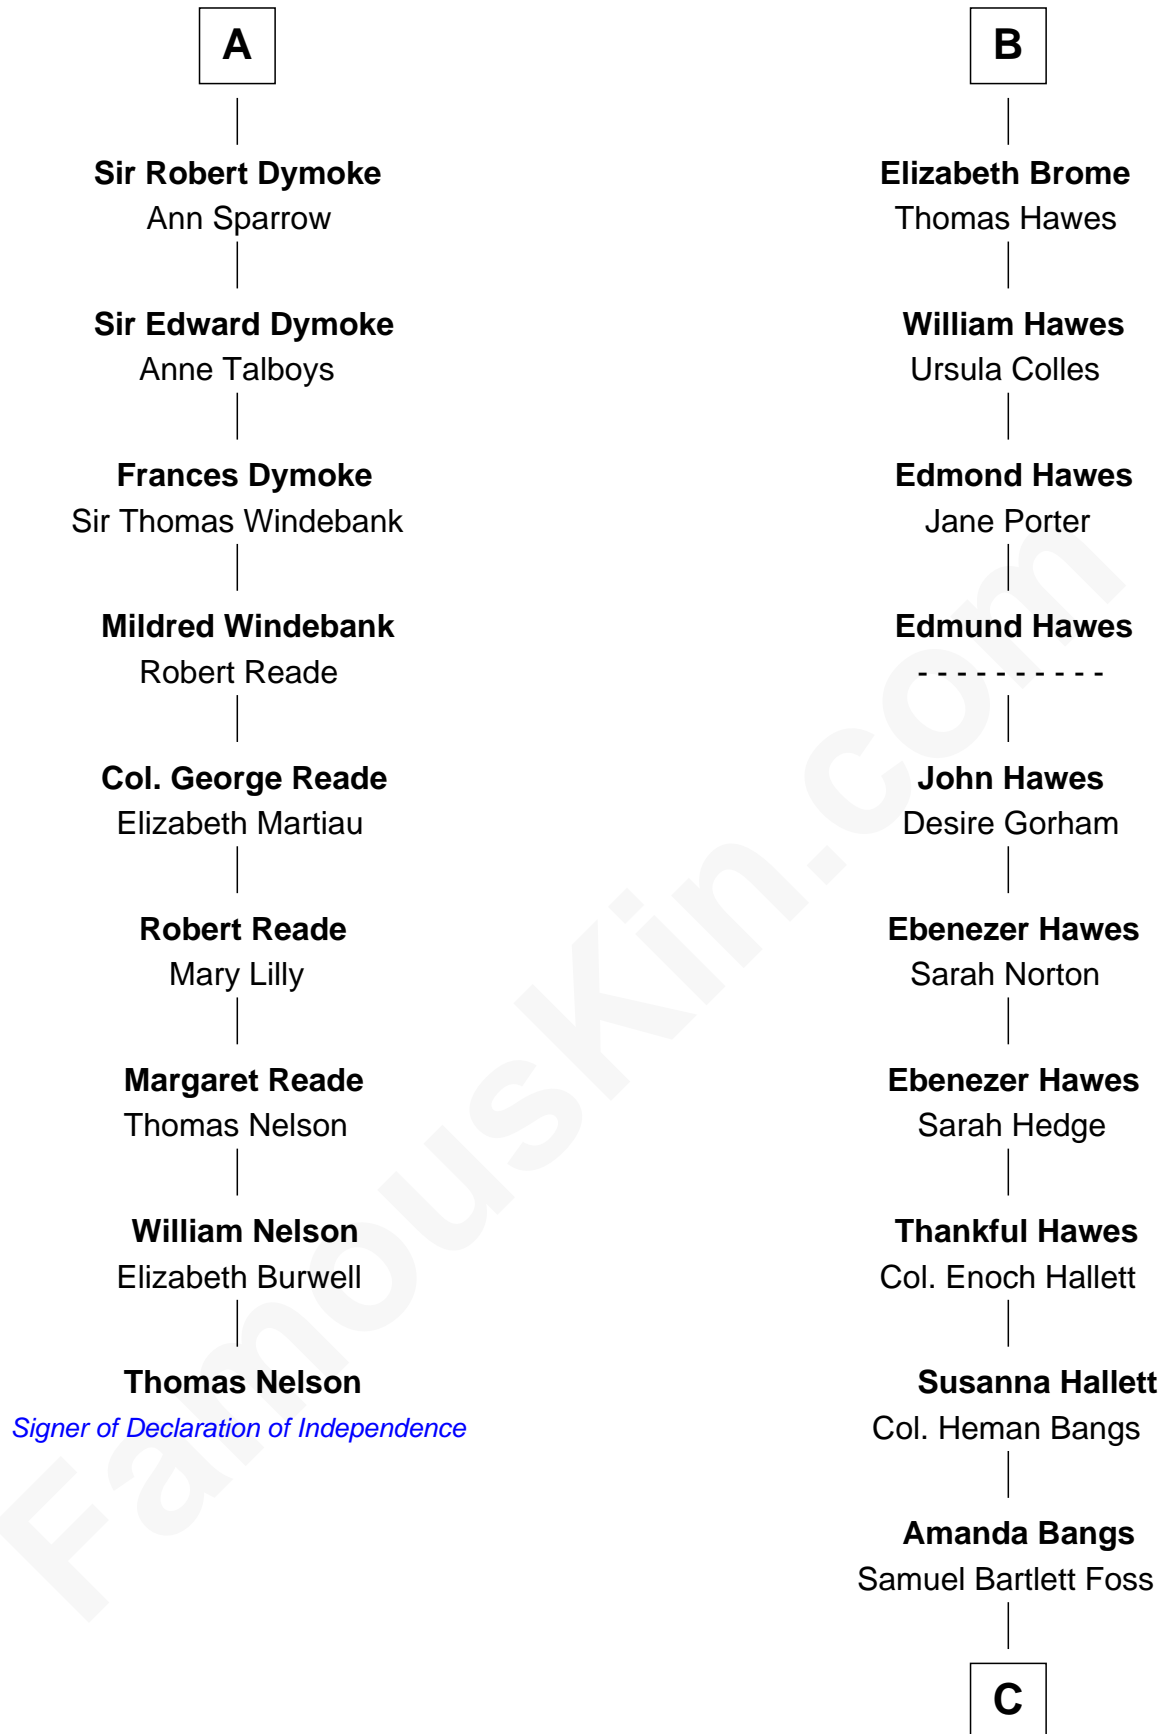 A
Sir Robert Dymoke
Ann Sparrow
Sir Edward Dymoke
Anne Talboys
Frances Dymoke
Sir Thomas Windebank
Mildred Windebank
Robert Reade
Col. George Reade
Elizabeth Martiau
Robert Reade
Mary Lilly
Margaret Reade
Thomas Nelson
William Nelson
Elizabeth Burwell
Thomas Nelson
Signer of Declaration of Independence
B
Elizabeth Brome
Thomas Hawes
William Hawes
Ursula Colles
Edmond Hawes
Jane Porter
Edmund Hawes
- - - - - - - - - -
John Hawes
Desire Gorham
Ebenezer Hawes
Sarah Norton
Ebenezer Hawes
Sarah Hedge
Thankful Hawes
Col. Enoch Hallett
Susanna Hallett
Col. Heman Bangs
Amanda Bangs
Samuel Bartlett Foss
C
FamousKin.com